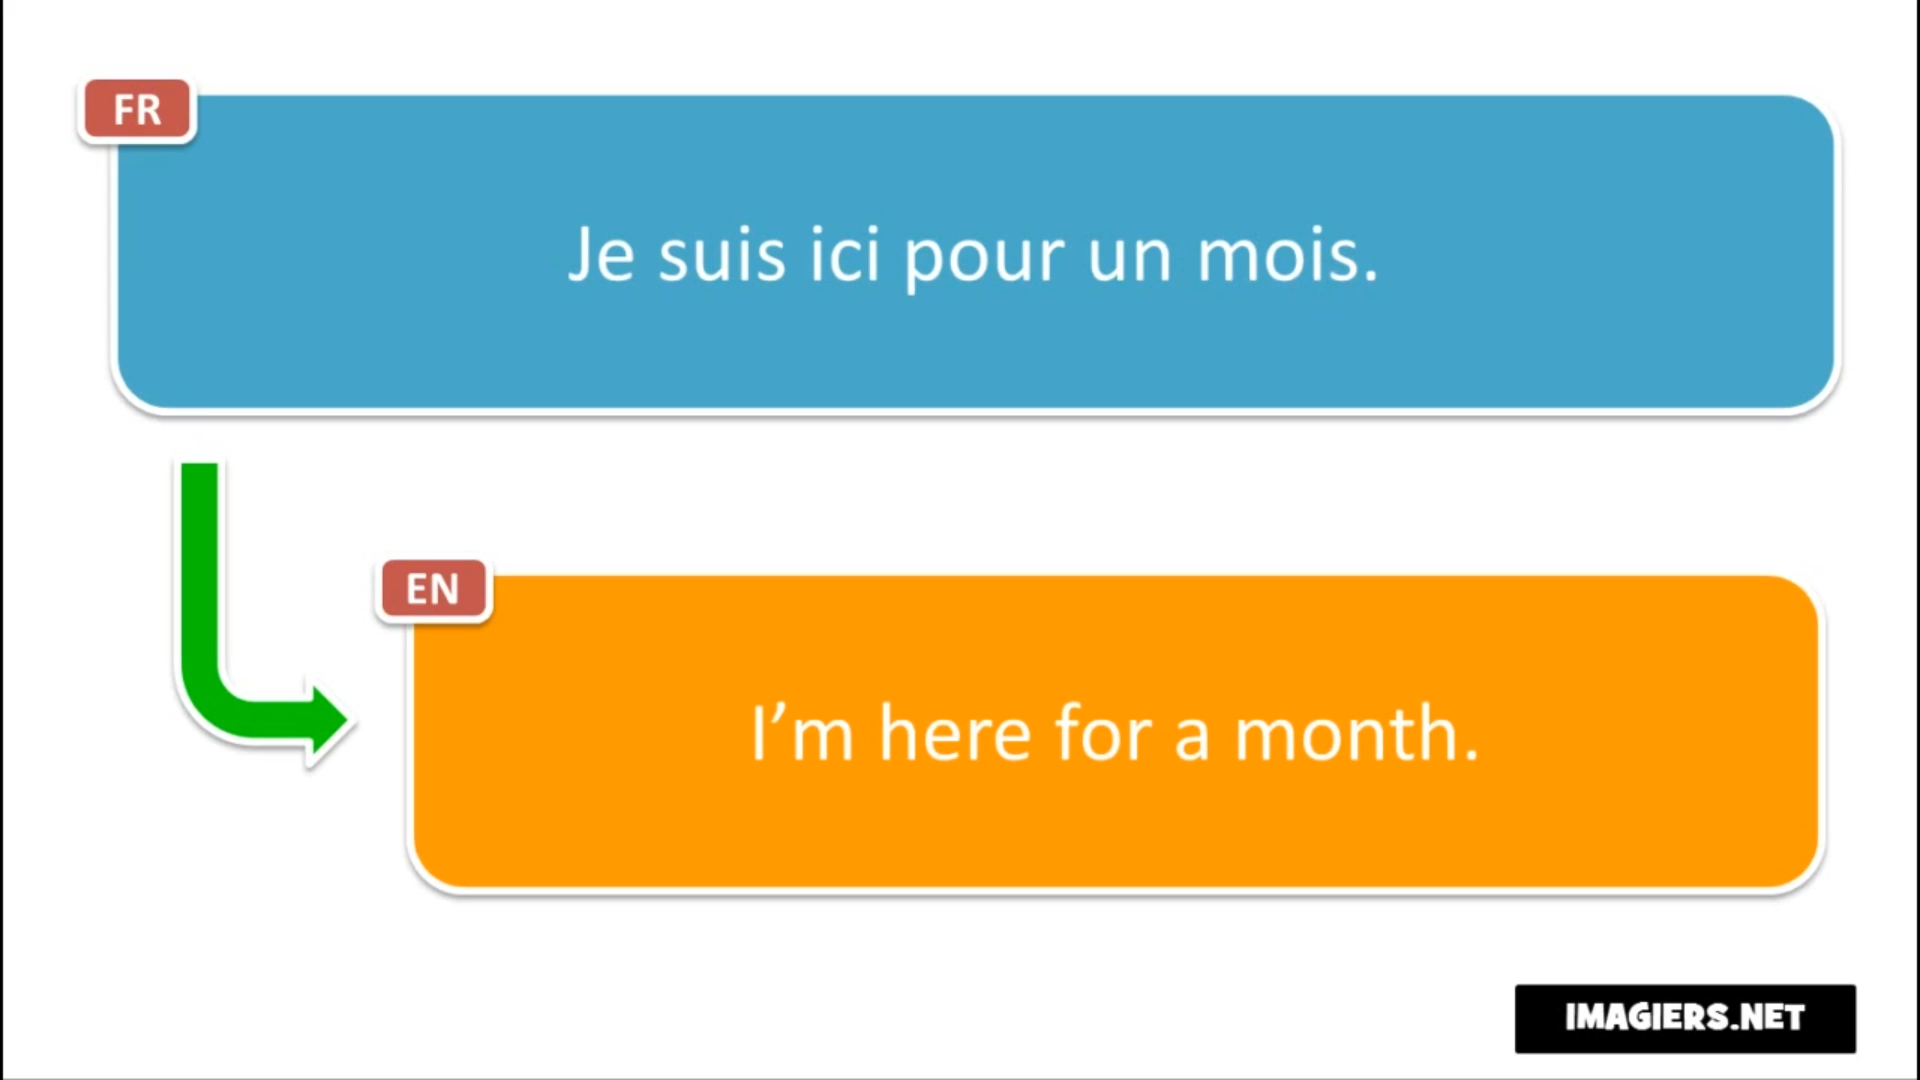 FR
Je suis ici pour un mois.
EN
I’m here for a month.
IMAGIERS.NET